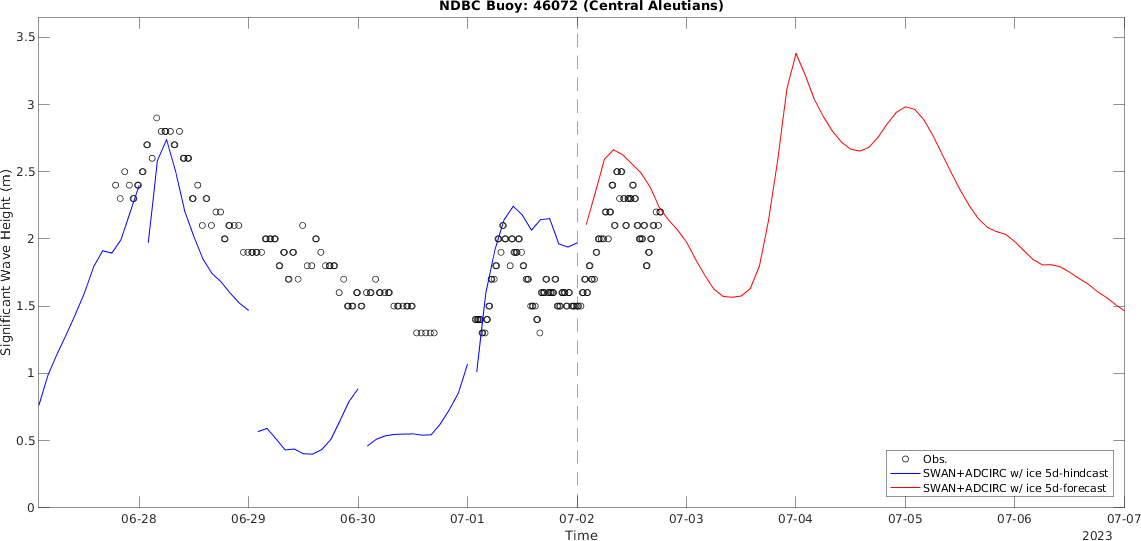 NDBC Buoy: 46072 (Central Aleutians)
3.5
3
2.5
2
1.5
1
0.5
0
Significant Wave Height (m)
Obs.
SWAN+ADCIRC w/ ice 5d-hindcast
SWAN+ADCIRC w/ ice 5d-forecast
06-28 06-29 06-30 07-01 07-02 07-03 07-04 07-05 07-06 07-07
Time
2023